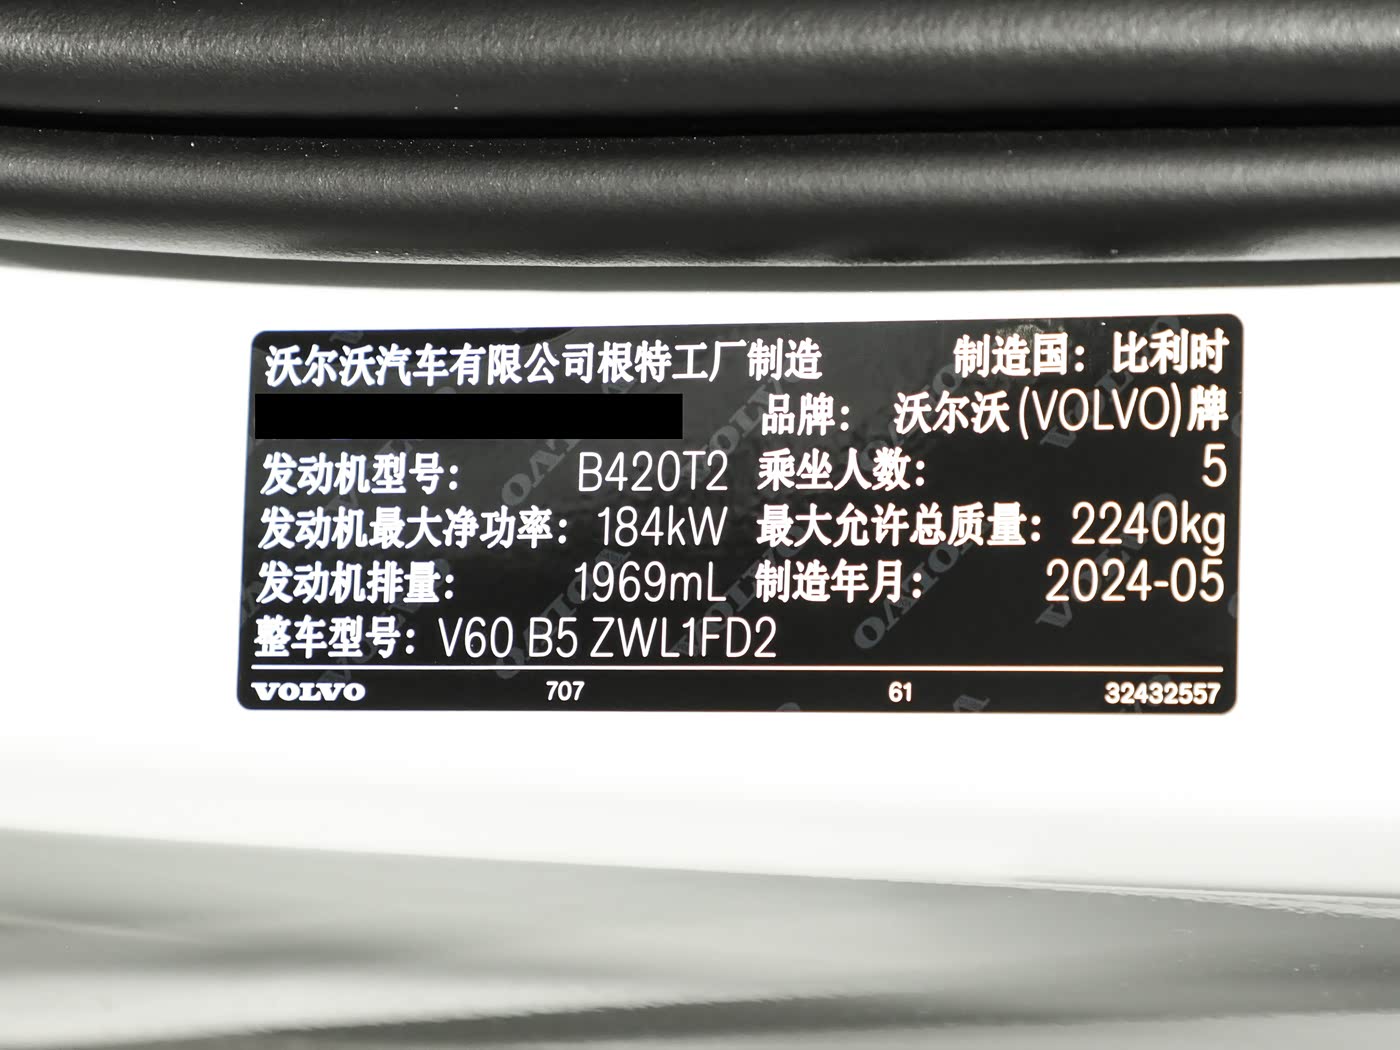 沃尔沃汽车有限公司根特工厂制造 制造国：比利时
品牌：沃尔沃(VOLVO)牌
发动机型号：B420T2 乘坐人数：5
发动机最大净功率：184kW 最大允许总质量：2240kg
发动机排量：1969mL 制造年月：2024-05
整车型号：V60 B5 ZWL1FD2
VOLVO 707 61 32432557